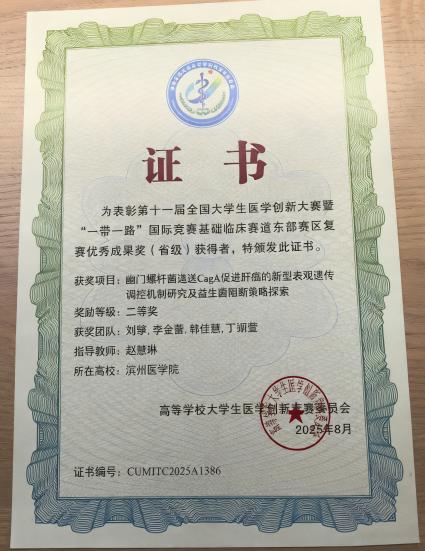 证书
为表彰第十一届全国大学生医学创新大赛暨
“一带一路”国际竞赛基础临床赛道东部赛区复
赛优秀成果奖（省级）获得者，特颁发此证书。
获奖项目：幽门螺杆菌递送CagA促进肝癌的新型表观遗传
调控机制研究及益生菌阻断策略探索
奖励等级：二等奖
获奖团队：刘，李金蕾，韩佳慧，丁萱
指导教师：赵慧琳
所在高校：滨州医学院
高等学校大学生医学创新大赛委员会
2025年8月
证书编号：CUMITC2025A1386